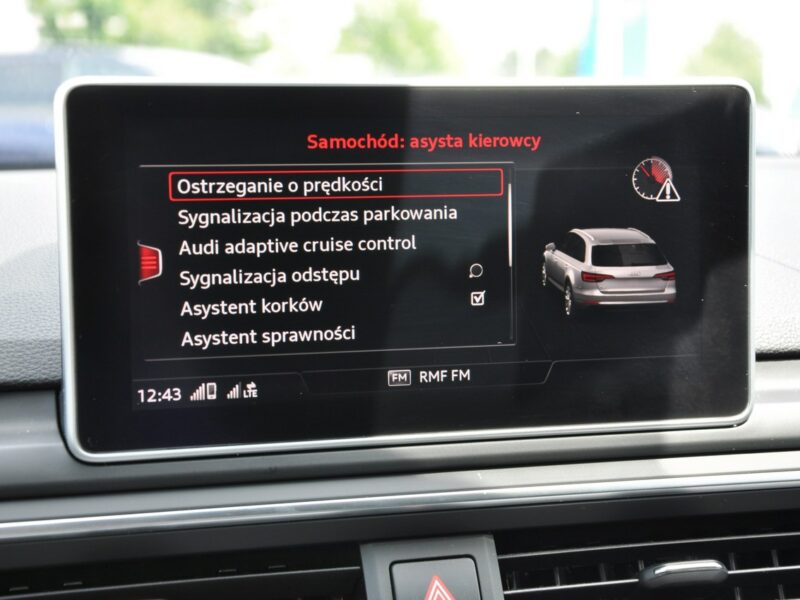 Samochód: asysta kierowcy
Ostrzeganie o prędkości
Sygnalizacja podczas parkowania
Audi adaptive cruise control
Sygnalizacja odstępu
Asystent korków
Asystent sprawności
FM RMF FM
12:43 LTE